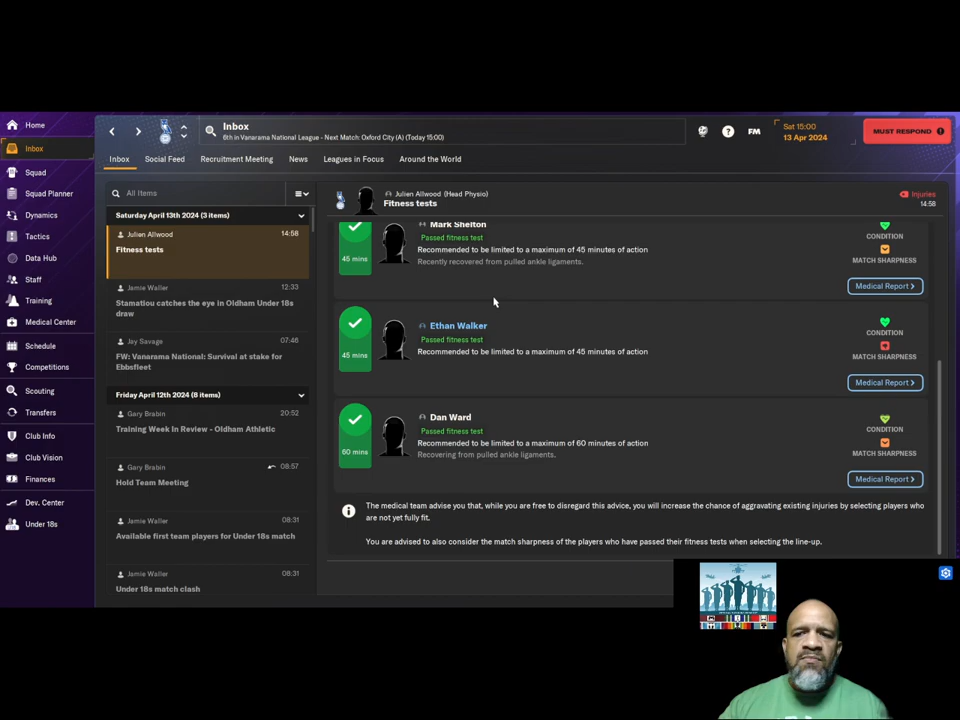 Home
Inbox
Squad
Squad Planner
Dynamics
Tactics
Data Hub
Staff
Training
Medical Center
Schedule
Competitions
Scouting
Transfers
Club Info
Club Vision
Finances
Dev. Center
Under 18s
Inbox
6th in Vanarama National League - Next Match: Oxford City (A) (Today 15:00)
FM
Sat 15:00
13 Apr 2024
MUST RESPOND
Inbox
Social Feed
Recruitment Meeting
News
Leagues in Focus
Around the World
All Items
Saturday April 13th 2024 (3 items)
Julien Allwood 14:58
Fitness tests
Jamie Waller 12:33
Stamatiou catches the eye in Oldham Under 18s
draw
Jay Savage 07:46
FW: Vanarama National: Survival at stake for
Ebbsfleet
Friday April 12th 2024 (8 items)
Gary Brabin 20:52
Training Week In Review - Oldham Athletic
Gary Brabin 08:57
Hold Team Meeting
Jamie Waller 08:31
Available first team players for Under 18s match
Jamie Waller 08:31
Under 18s match clash
Julien Allwood (Head Physio)
Fitness tests
Injuries
14:58
Mark Shelton
Passed fitness test
Recommended to be limited to a maximum of 45 minutes of action
Recently recovered from pulled ankle ligaments.
45 mins
CONDITION
MATCH SHARPNESS
Medical Report
Ethan Walker
Passed fitness test
Recommended to be limited to a maximum of 45 minutes of action
45 mins
CONDITION
MATCH SHARPNESS
Medical Report
Dan Ward
Passed fitness test
Recommended to be limited to a maximum of 60 minutes of action
Recovering from pulled ankle ligaments.
60 mins
CONDITION
MATCH SHARPNESS
Medical Report
The medical team advise you that, while you are free to disregard this advice, you will increase the chance of aggravating existing injuries by selecting players who
are not yet fully fit.
You are advised to also consider the match sharpness of the players who have passed their fitness tests when selecting the line-up.